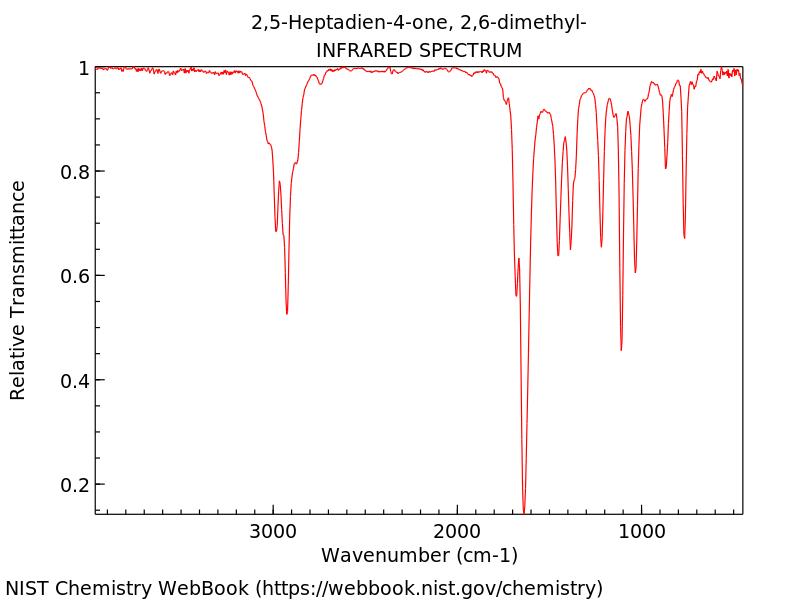 2,5-Heptadien-4-one, 2,6-dimethyl-
INFRARED SPECTRUM
1
0.8
0.6
0.4
0.2
Relative Transmittance
3000 2000 1000
Wavenumber (cm-1)
NIST Chemistry WebBook (https://webbook.nist.gov/chemistry)